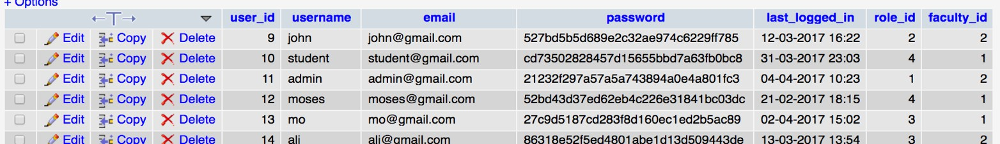 + Options
user_id username email password last_logged_in role_id faculty_id
Edit Copy Delete 9 john john@gmail.com 527bd5b5d689e2c32ae974c6229ff785 12-03-2017 16:22 2 2
Edit Copy Delete 10 student student@gmail.com cd73502828457d15655bbd7a63fb0bc8 31-03-2017 23:03 4 1
Edit Copy Delete 11 admin admin@gmail.com 21232f297a57a5a743894a0e4a801fc3 04-04-2017 10:23 1 2
Edit Copy Delete 12 moses moses@gmail.com 52bd43d37ed62eb4c226e31841bc03dc 21-02-2017 18:15 4 1
Edit Copy Delete 13 mo mo@gmail.com 27c9d5187cd283f8d160ec1ed2b5ac89 02-04-2017 15:02 3 1
Edit Copy Delete 14 ali ali@gmail.com 86318e52f5ed4801abe1d13d509443de 13-03-2017 13:54 3 2